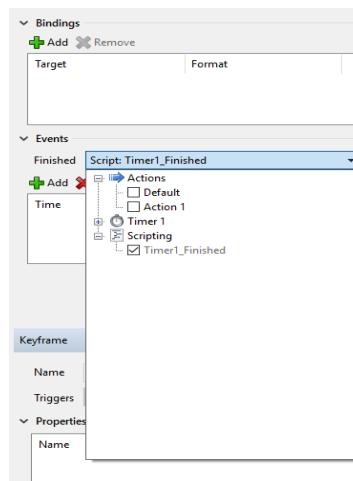 Bindings
Add Remove
Target Format
Events
Finished Script: Timer1_Finished
Add
Actions
Time
Default
Action 1
Timer 1
Scripting
Timer1_Finished
Keyframe
Name
Triggers
Properties
Name